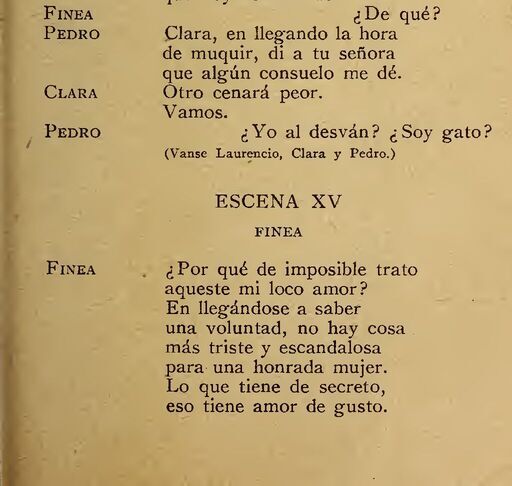 FINEA ¿De qué?
PEDRO Clara, en llegando la hora
de muquir, di a tu señora
que algún consuelo me dé.
CLARA Otro cenará peor.
Vamos.
PEDRO ¿Yo al desván? ¿Soy gato?
(Vanse Laurencio, Clara y Pedro.)
ESCENA XV
FINEA
FINEA ¿Por qué de imposible trato
aqueste mi loco amor?
En llegándose a saber
una voluntad, no hay cosa
más triste y escandalosa
para una honrada mujer.
Lo que tiene de secreto,
eso tiene amor de gusto.